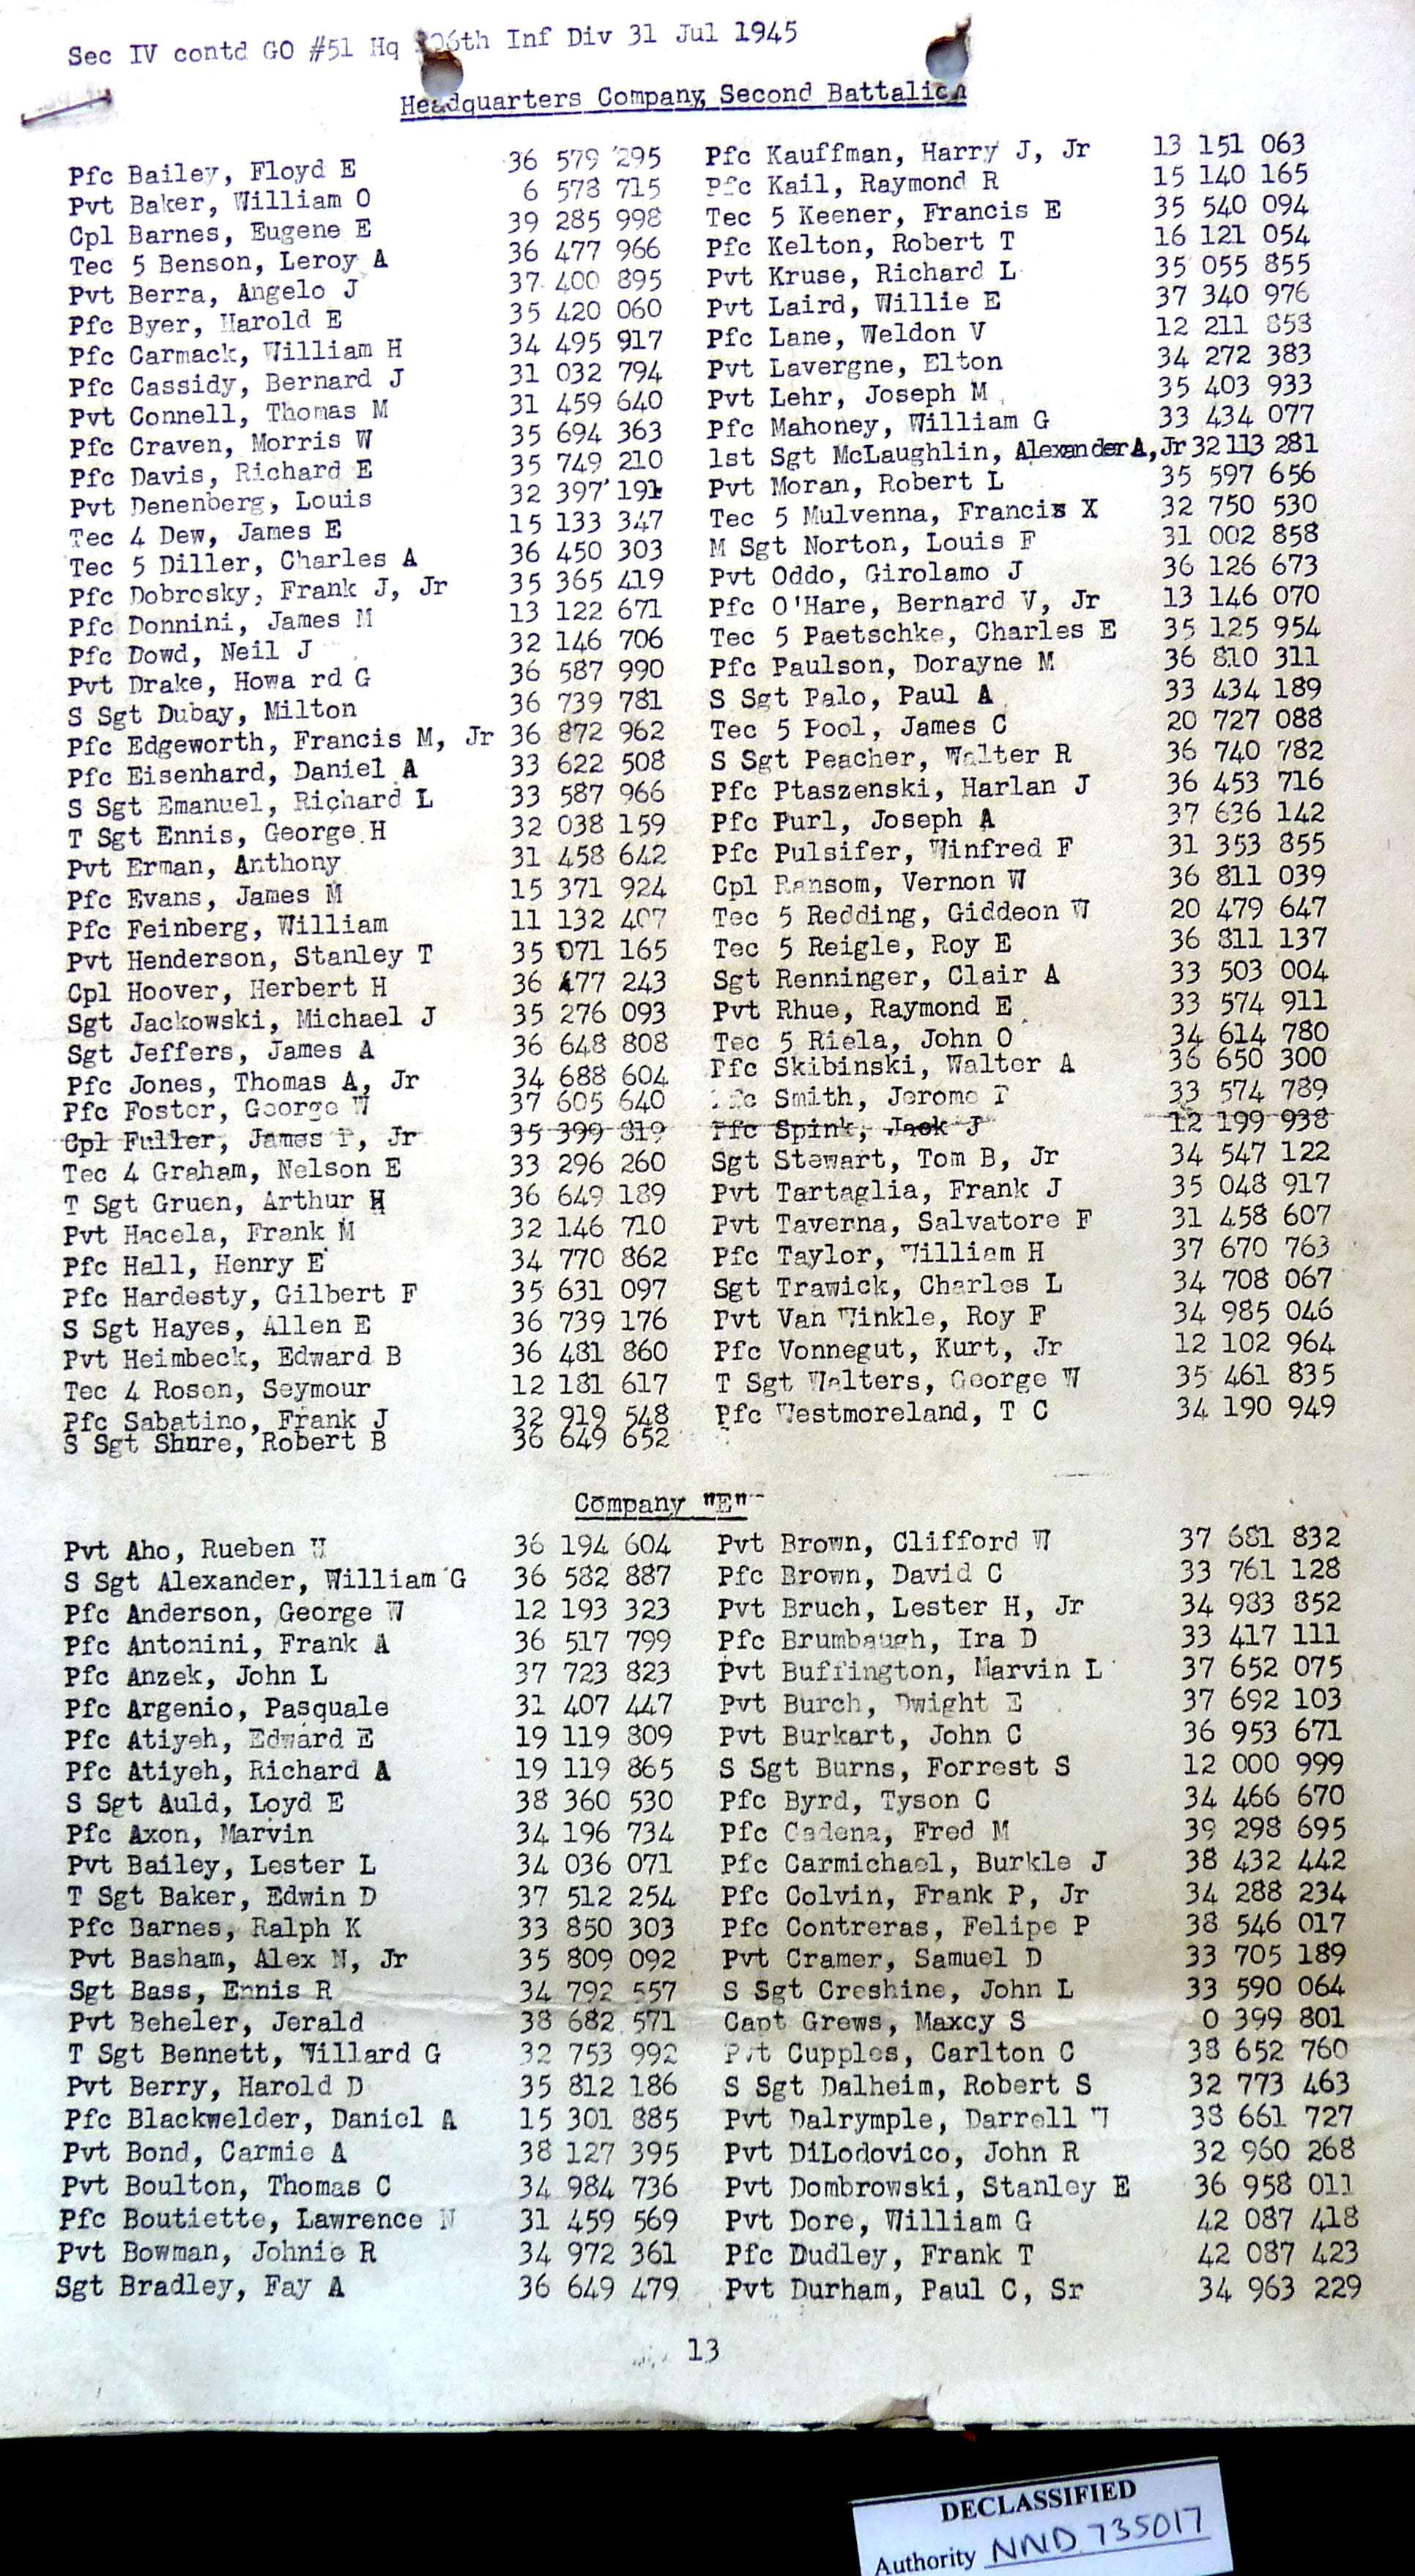 Sec IV contd GO #51 Hq 106th Inf Div 31 Jul 1945
Headquarters Company, Second Battalion
Pfc Bailey, Floyd E 36 579 295 Pfc Kauffman, Harry J, Jr 13 151 063
Pvt Baker, William O 6 578 715 Pfc Kail, Raymond R 15 140 165
Cpl Barnes, Eugene E 39 285 998 Tec 5 Keener, Francis E 35 540 094
Tec 5 Benson, Leroy A 36 477 966 Pfc Kelton, Robert T 16 121 054
Pvt Berra, Angelo J 37 400 895 Pvt Kruse, Richard L 35 055 855
Pfc Byer, Harold E 35 420 060 Pvt Laird, Willie E 37 340 976
Pfc Carmack, William H 34 495 917 Pfc Lane, Weldon V 12 211 858
Pfc Cassidy, Bernard J 31 032 794 Pvt Lavergne, Elton 34 272 383
Pvt Connell, Thomas M 31 459 640 Pvt Lehr, Joseph M 35 403 933
Pfc Craven, Morris W 35 694 363 Pfc Mahoney, William G 33 434 077
Pfc Davis, Richard E 35 749 210 1st Sgt McLaughlin, Alexander A, Jr 32 113 281
Pvt Denenberg, Louis 32 397 191 Pvt Moran, Robert L 35 597 656
Tec 4 Dew, James E 15 133 347 Tec 5 Mulvenna, Francis X 32 750 530
Tec 5 Diller, Charles A 36 450 303 M Sgt Norton, Louis F 31 002 858
Pfc Dobrosky, Frank J, Jr 35 365 419 Pvt Oddo, Girolamo J 36 126 673
Pfc Donnini, James M 13 122 671 Pfc O'Hare, Bernard V, Jr 13 146 070
Pfc Dowd, Neil J 32 146 706 Tec 5 Paetschke, Charles E 35 125 954
Pvt Drake, Howa rd G 36 587 990 Pfc Paulson, Dorayne M 36 810 311
S Sgt Dubay, Milton 36 739 781 S Sgt Palo, Paul A 33 434 189
Pfc Edgeworth, Francis M, Jr 36 872 962 Tec 5 Pool, James C 20 727 088
Pfc Eisenhard, Daniel A 33 622 508 S Sgt Peacher, Walter R 36 740 782
S Sgt Emanuel, Richard L 33 587 966 Pfc Ptaszenski, Harlan J 36 453 716
T Sgt Ennis, George H 32 038 159 Pfc Purl, Joseph A 37 636 142
Pvt Erman, Anthony 31 458 642 Pfc Pulsifer, Winfred F 31 353 855
Pfc Evans, James M 15 371 924 Cpl Ransom, Vernon W 36 811 039
Pfc Feinberg, William 11 132 407 Tec 5 Redding, Giddeon W 20 479 647
Pvt Henderson, Stanley T 35 071 165 Tec 5 Reigle, Roy E 36 811 137
Cpl Hoover, Herbert H 36 477 243 Sgt Renninger, Clair A 33 503 004
Sgt Jackowski, Michael J 35 276 093 Pvt Rhue, Raymond E 33 574 911
Sgt Jeffers, James A 36 648 808 Tec 5 Riela, John O 34 614 780
Pfc Jones, Thomas A, Jr 34 688 604 Pfc Skibinski, Walter A 36 650 300
Pfc Foster, George W 37 605 640 Pfc Smith, Jerome T 33 574 789
Cpl Fuller, James P, Jr 35 399 819 Pfc Spink, Jack J 12 199 938
Tec 4 Graham, Nelson E 33 296 260 Sgt Stewart, Tom B, Jr 34 547 122
T Sgt Gruen, Arthur H 36 649 189 Pvt Tartaglia, Frank J 35 048 917
Pvt Hacela, Frank M 32 146 710 Pvt Taverna, Salvatore F 31 458 607
Pfc Hall, Henry E 34 770 862 Pfc Taylor, William H 37 670 763
Pfc Hardesty, Gilbert F 35 631 097 Sgt Trawick, Charles L 34 708 067
S Sgt Hayes, Allen E 36 739 176 Pvt Van Winkle, Roy F 34 985 046
Pvt Heimbeck, Edward B 36 481 860 Pfc Vonnegut, Kurt, Jr 12 102 964
Tec 4 Rosen, Seymour 12 181 617 T Sgt Walters, George W 35 461 835
Pfc Sabatino, Frank J 32 919 548 Pfc Westmoreland, T C 34 190 949
S Sgt Shure, Robert B 36 649 652
Company "E"
Pvt Aho, Rueben 36 194 604 Pvt Brown, Clifford W 37 681 832
S Sgt Alexander, William G 36 582 887 Pfc Brown, David C 33 761 128
Pfc Anderson, George W 12 193 323 Pvt Bruch, Lester H, Jr 34 983 852
Pfc Antonini, Frank A 36 517 799 Pfc Brumbaugh, Ira D 33 417 111
Pfc Anzek, John L 37 723 823 Pvt Buffington, Marvin L 37 652 075
Pfc Argenio, Pasquale 31 407 447 Pvt Burch, Dwight E 37 692 103
Pfc Atiyeh, Edward E 19 119 809 Pvt Burkart, John C 36 953 671
Pfc Atiyeh, Richard A 19 119 865 S Sgt Burns, Forrest S 12 000 999
S Sgt Auld, Loyd E 38 360 530 Pfc Byrd, Tyson C 34 466 670
Pfc Axon, Marvin 34 196 734 Pfc Cadena, Fred M 39 298 695
Pvt Bailey, Lester L 34 036 071 Pfc Carmichael, Burkle J 38 432 442
T Sgt Baker, Edwin D 37 512 254 Pfc Colvin, Frank P, Jr 34 288 234
Pfc Barnes, Ralph K 33 850 303 Pfc Contreras, Felipe P 38 546 017
Pvt Basham, Alex N, Jr 35 809 092 Pvt Cramer, Samuel D 33 705 189
Sgt Bass, Ennis R 34 792 557 S Sgt Creshine, John L 33 590 064
Pvt Beheler, Jerald 38 682 571 Capt Grews, Maxcy S 0 399 801
T Sgt Bennett, Willard G 32 753 992 Pvt Cupples, Carlton C 38 652 760
Pvt Berry, Harold D 35 812 186 S Sgt Dalheim, Robert S 32 773 463
Pfc Blackwelder, Daniel A 15 301 885 Pvt Dalrymple, Darrell W 38 661 727
Pvt Bond, Carmie A 38 127 395 Pvt DiLodovico, John R 32 960 268
Pvt Boulton, Thomas C 34 984 736 Pvt Dombrowski, Stanley E 36 958 011
Pfc Boutiette, Lawrence N 31 459 569 Pvt Dore, William G 42 087 418
Pvt Bowman, Johnie R 34 972 361 Pfc Dudley, Frank T 42 087 423
Sgt Bradley, Fay A 36 649 479 Pvt Durham, Paul C, Sr 34 963 229
13
DECLASSIFIED
Authority NND 735017